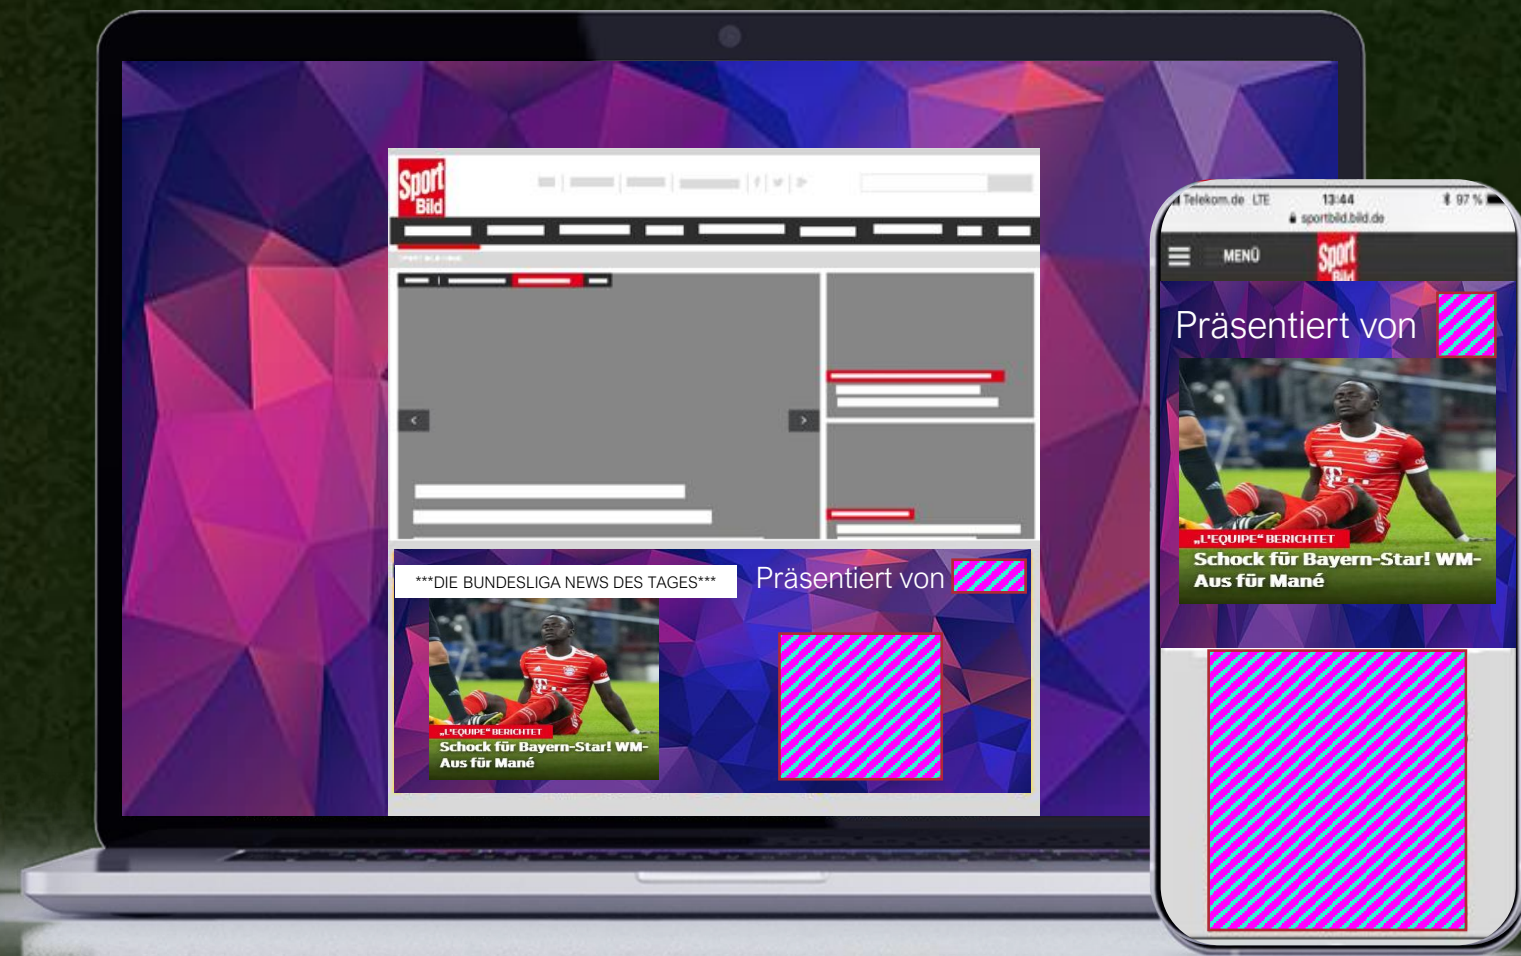 Sport
Bild
***DIE BUNDESLIGA NEWS DES TAGES***
Präsentiert von
„L'EQUIPE“ BERICHTET
Schock für Bayern-Star! WM-
Aus für Mané
Telekom.de LTE 13:44 97 %
sportbild.bild.de
MENÜ
Sport
Bild
Präsentiert von
„L'EQUIPE“ BERICHTET
Schock für Bayern-Star! WM-
Aus für Mané